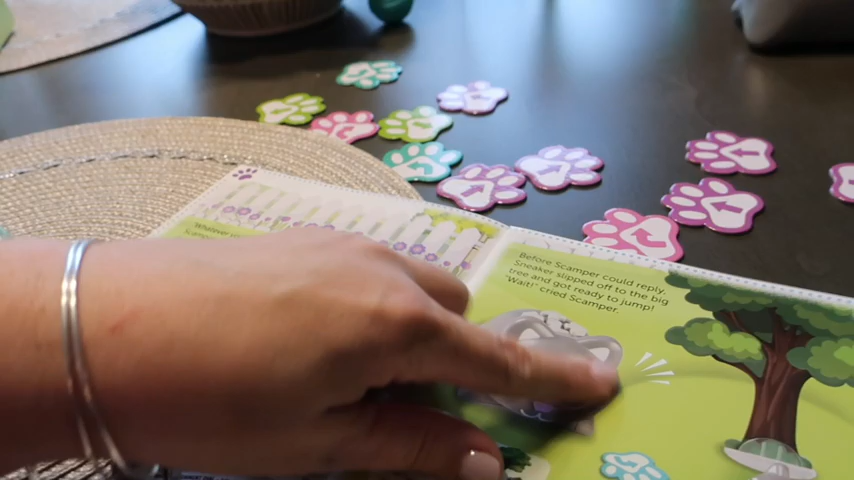 "Whatever
Before Scamper could reply,
Sneaker slipped off to the big
tree and got ready to jump!
"Wait!" cried Scamper.